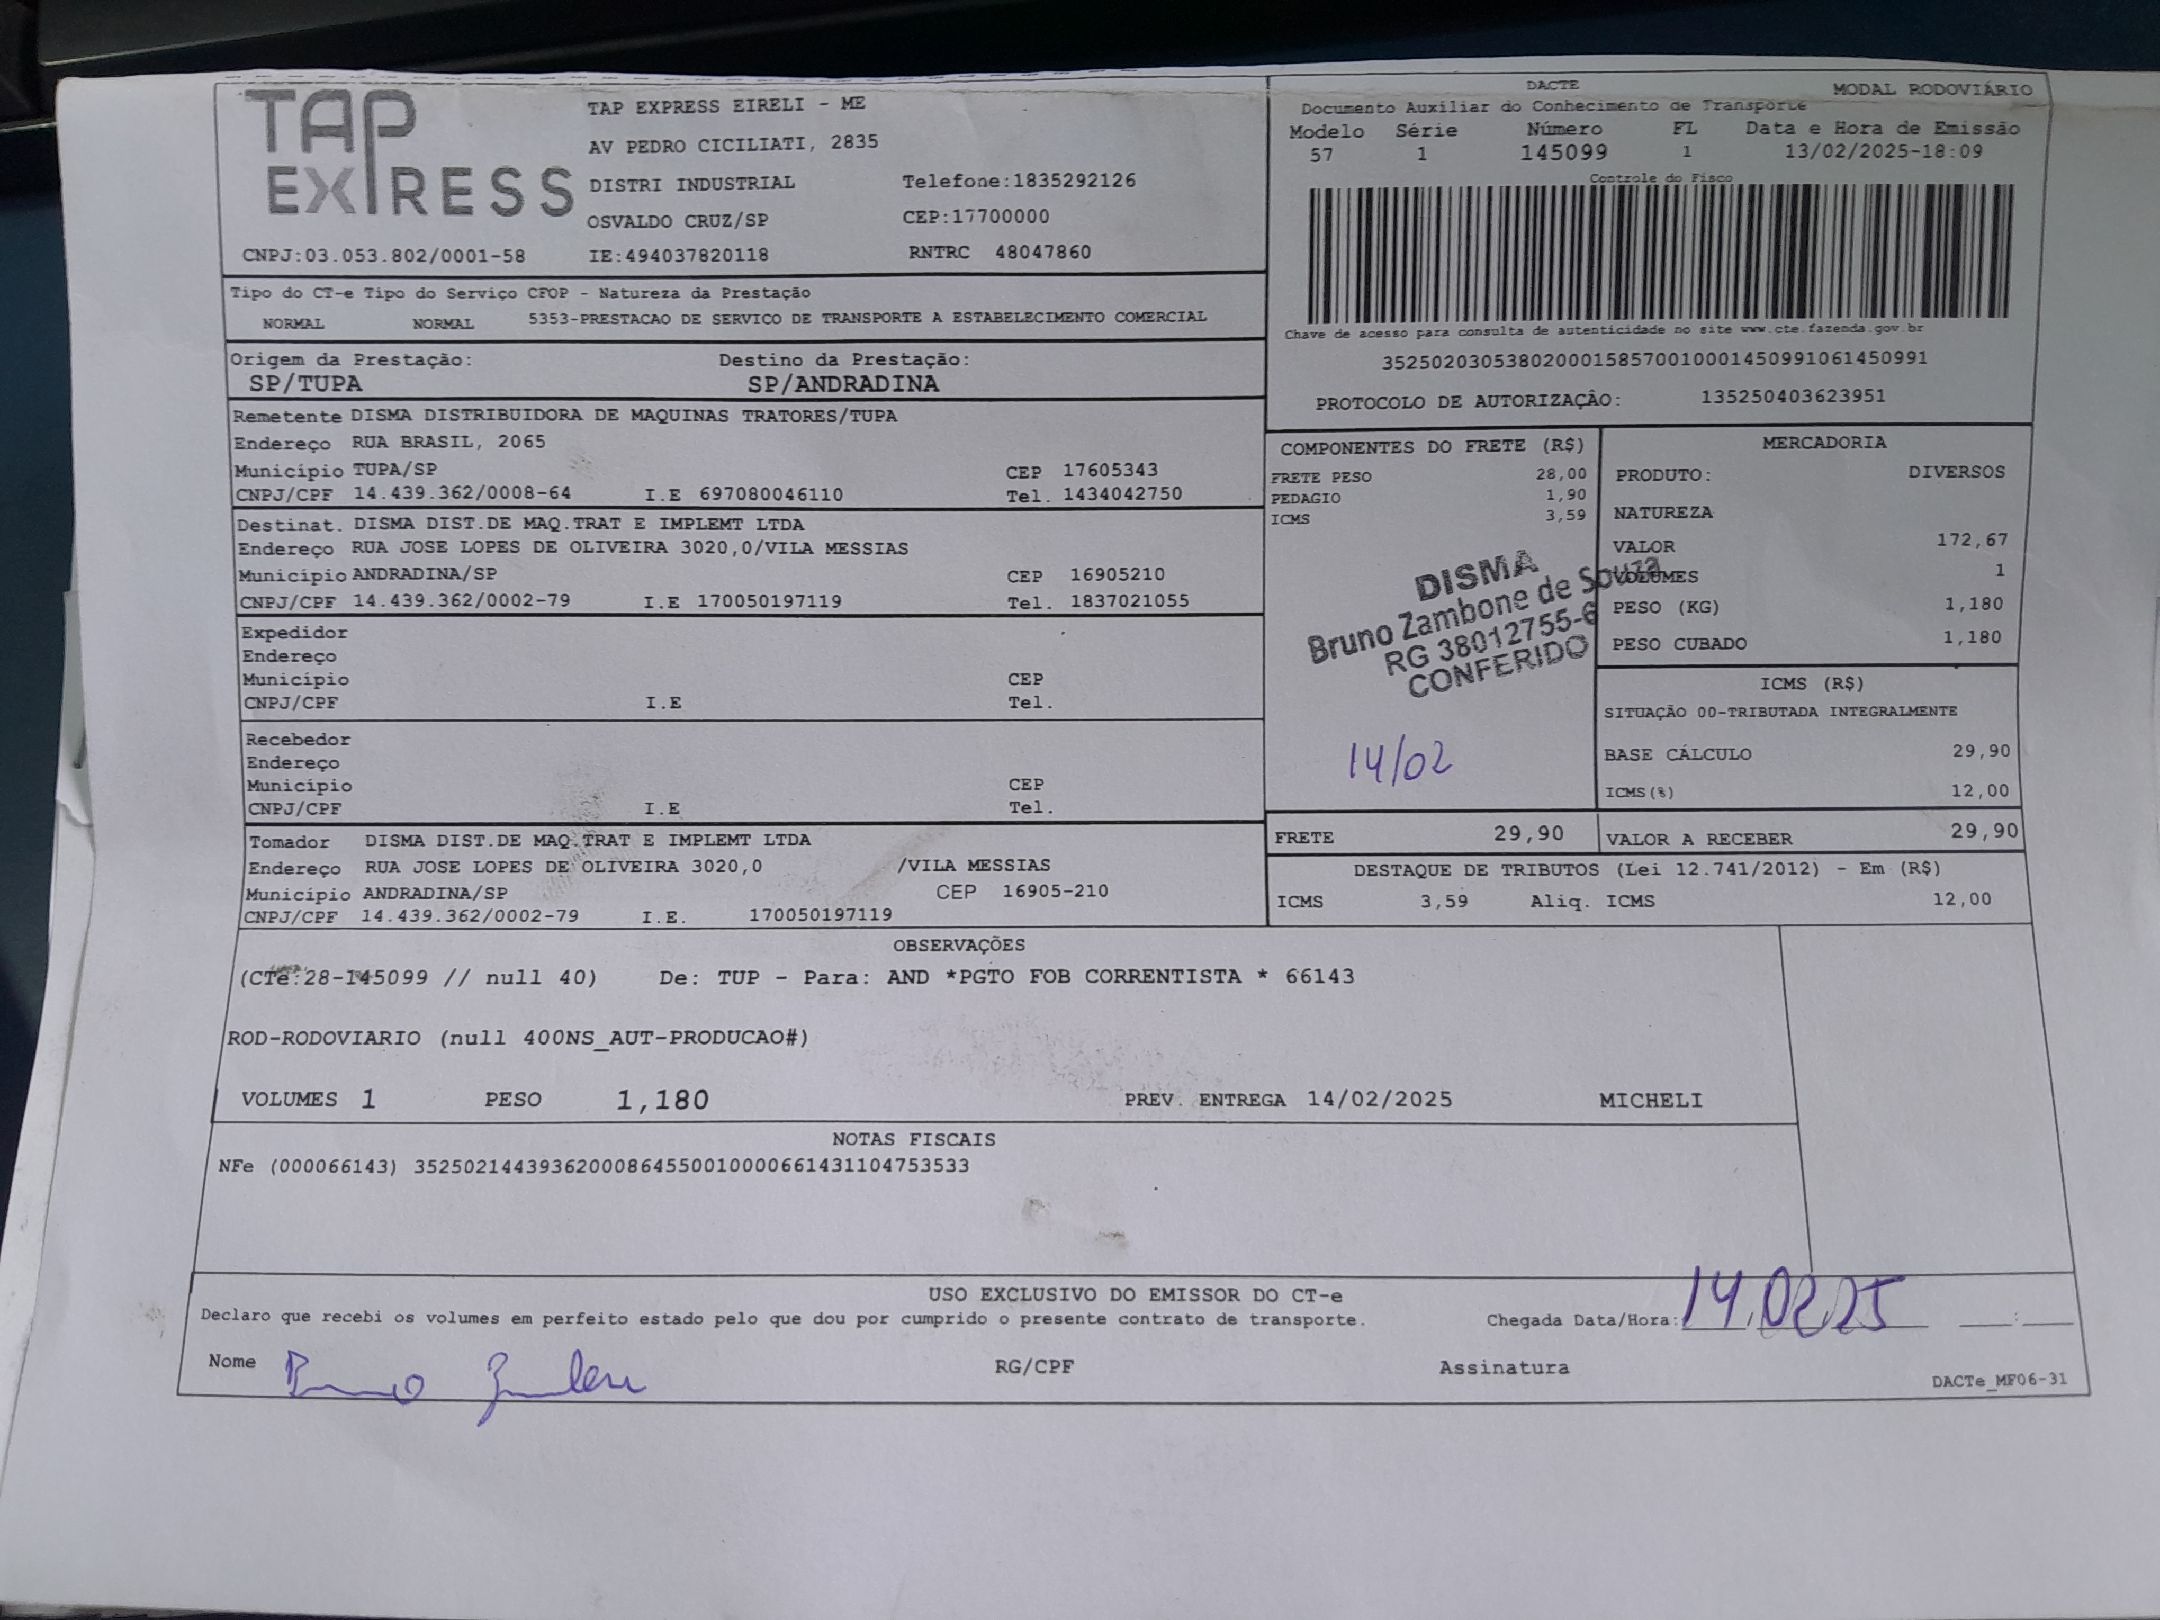 TAP EXPRESS
TAP EXPRESS EIRELI - ME
AV PEDRO CICILIATI, 2835
DISTRI INDUSTRIAL Telefone:1835292126
OSVALDO CRUZ/SP CEP:17700000
CNPJ:03.053.802/0001-58 IE:494037820118 RNTRC 48047860
DACTE MODAL RODOVIÁRIO
Documento Auxiliar do Conhecimento de Transporte
Modelo Série Número FL Data e Hora de Emissão
57 1 145099 1 13/02/2025-18:09
Controle do Fisco
Chave de acesso para consulta de autenticidade no site www.cte.fazenda.gov.br
35250203053802000158570010001450991061450991
PROTOCOLO DE AUTORIZAÇÂO: 135250403623951
Tipo do CT-e Tipo do Serviço CFOP - Natureza da Prestação
NORMAL NORMAL 5353-PRESTACAO DE SERVICO DE TRANSPORTE A ESTABELECIMENTO COMERCIAL
Origem da Prestação: Destino da Prestação:
SP/TUPA SP/ANDRADINA
Remetente DISMA DISTRIBUIDORA DE MAQUINAS TRATORES/TUPA
Endereço RUA BRASIL, 2065
Município TUPA/SP CEP 17605343
CNPJ/CPF 14.439.362/0008-64 I.E 697080046110 Tel. 1434042750
Destinat. DISMA DIST.DE MAQ.TRAT E IMPLEMT LTDA
Endereço RUA JOSE LOPES DE OLIVEIRA 3020,0/VILA MESSIAS
Município ANDRADINA/SP CEP 16905210
CNPJ/CPF 14.439.362/0002-79 I.E 170050197119 Tel. 1837021055
Expedidor
Endereço
Município CEP
CNPJ/CPF I.E Tel.
Recebedor
Endereço
Município CEP
CNPJ/CPF I.E Tel.
Tomador DISMA DIST.DE MAQ.TRAT E IMPLEMT LTDA
Endereço RUA JOSE LOPES DE OLIVEIRA 3020,0 /VILA MESSIAS
Município ANDRADINA/SP CEP 16905-210
CNPJ/CPF 14.439.362/0002-79 I.E. 170050197119
COMPONENTES DO FRETE (R$)
FRETE PESO 28,00
PEDAGIO 1,90
ICMS 3,59
DISMA
Bruno Zambone de Souza
RG 38012755-6
CONFERIDO
14/02
MERCADORIA
PRODUTO: DIVERSOS
NATUREZA
VALOR 172,67
VOLUMES 1
PESO (KG) 1,180
PESO CUBADO 1,180
ICMS (R$)
SITUAÇÃO 00-TRIBUTADA INTEGRALMENTE
BASE CÁLCULO 29,90
ICMS(%) 12,00
FRETE 29,90 VALOR A RECEBER 29,90
DESTAQUE DE TRIBUTOS (Lei 12.741/2012) - Em (R$)
ICMS 3,59 Aliq. ICMS 12,00
OBSERVAÇÕES
(CTe:28-145099 // null 40) De: TUP - Para: AND *PGTO FOB CORRENTISTA * 66143
ROD-RODOVIARIO (null 400NS_AUT-PRODUCAO#)
VOLUMES 1 PESO 1,180 PREV. ENTREGA 14/02/2025 MICHELI
NOTAS FISCAIS
NFe (000066143) 35250214439362000864550010000661431104753533
USO EXCLUSIVO DO EMISSOR DO CT-e
Declaro que recebi os volumes em perfeito estado pelo que dou por cumprido o presente contrato de transporte. Chegada Data/Hora: 14/02/25 :
Nome Bruno RG/CPF Assinatura
DACTe_MF06-31